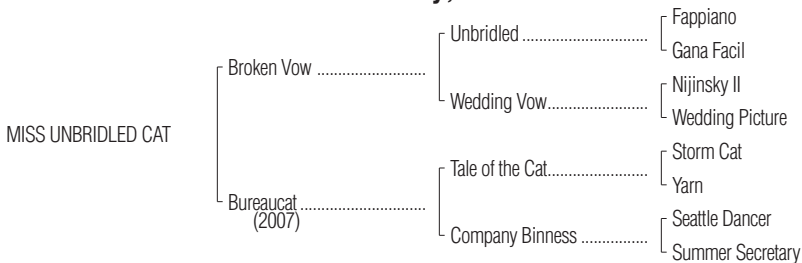 Fappiano
Unbridled
Gana Facil
Broken Vow
Nijinsky II
Wedding Vow
Wedding Picture
MISS UNBRIDLED CAT
Storm Cat
Tale of the Cat
Yarn
Bureaucat
(2007)
Seattle Dancer
Company Binness
Summer Secretary